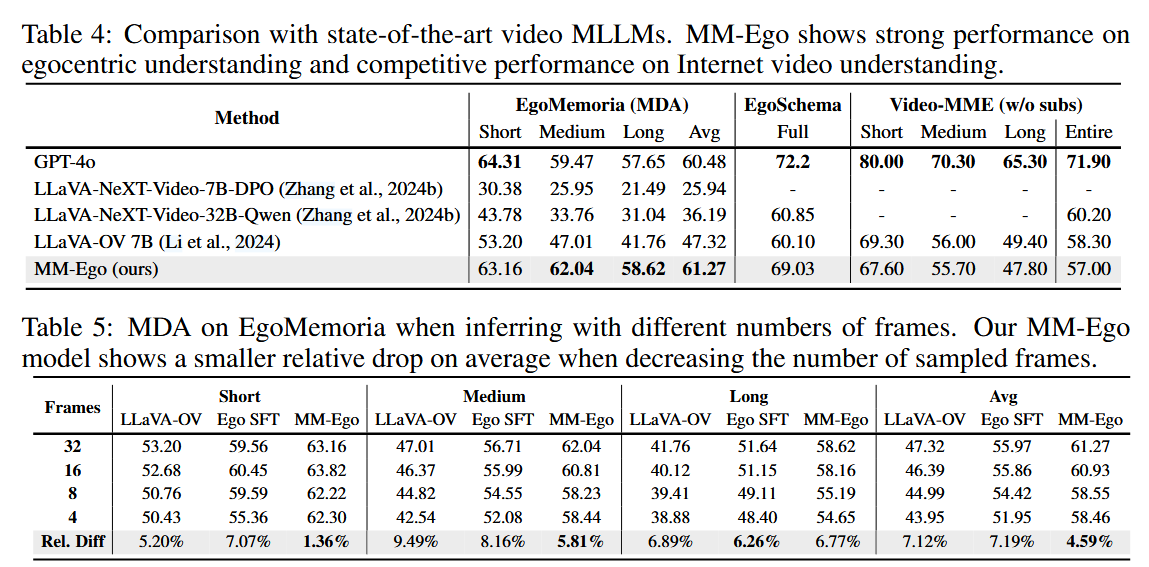 Table 4: Comparison with state-of-the-art video MLLMs. MM-Ego shows strong performance on
egocentric understanding and competitive performance on Internet video understanding.
Method EgoMemoria (MDA) EgoSchema Video-MME (w/o subs)
Short Medium Long Avg Full Short Medium Long Entire
GPT-4o 64.31 59.47 57.65 60.48 72.2 80.00 70.30 65.30 71.90
LLaVA-NeXT-Video-7B-DPO (Zhang et al., 2024b) 30.38 25.95 21.49 25.94 - - - - -
LLaVA-NeXT-Video-32B-Qwen (Zhang et al., 2024b) 43.78 33.76 31.04 36.19 60.85 - - - 60.20
LLaVA-OV 7B (Li et al., 2024) 53.20 47.01 41.76 47.32 60.10 69.30 56.00 49.40 58.30
MM-Ego (ours) 63.16 62.04 58.62 61.27 69.03 67.60 55.70 47.80 57.00
Table 5: MDA on EgoMemoria when inferring with different numbers of frames. Our MM-Ego
model shows a smaller relative drop on average when decreasing the number of sampled frames.
Frames Short Medium Long Avg
LLaVA-OV Ego SFT MM-Ego LLaVA-OV Ego SFT MM-Ego LLaVA-OV Ego SFT MM-Ego LLaVA-OV Ego SFT MM-Ego
32 53.20 59.56 63.16 47.01 56.71 62.04 41.76 51.64 58.62 47.32 55.97 61.27
16 52.68 60.45 63.82 46.37 55.99 60.81 40.12 51.15 58.16 46.39 55.86 60.93
8 50.76 59.59 62.22 44.82 54.55 58.23 39.41 49.11 55.19 44.99 54.42 58.55
4 50.43 55.36 62.30 42.54 52.08 58.44 38.88 48.40 54.65 43.95 51.95 58.46
Rel. Diff 5.20% 7.07% 1.36% 9.49% 8.16% 5.81% 6.89% 6.26% 6.77% 7.12% 7.19% 4.59%